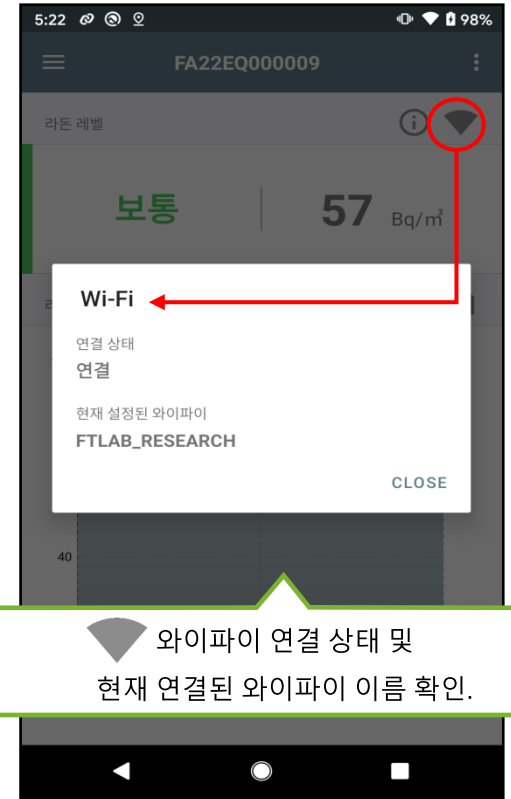 5:22 98%
FA22EQ000009
라돈 레벨
보통 57 Bq/㎥
Wi-Fi
연결 상태
연결
현재 설정된 와이파이
FTLAB_RESEARCH
CLOSE
40
와이파이 연결 상태 및
현재 연결된 와이파이 이름 확인.